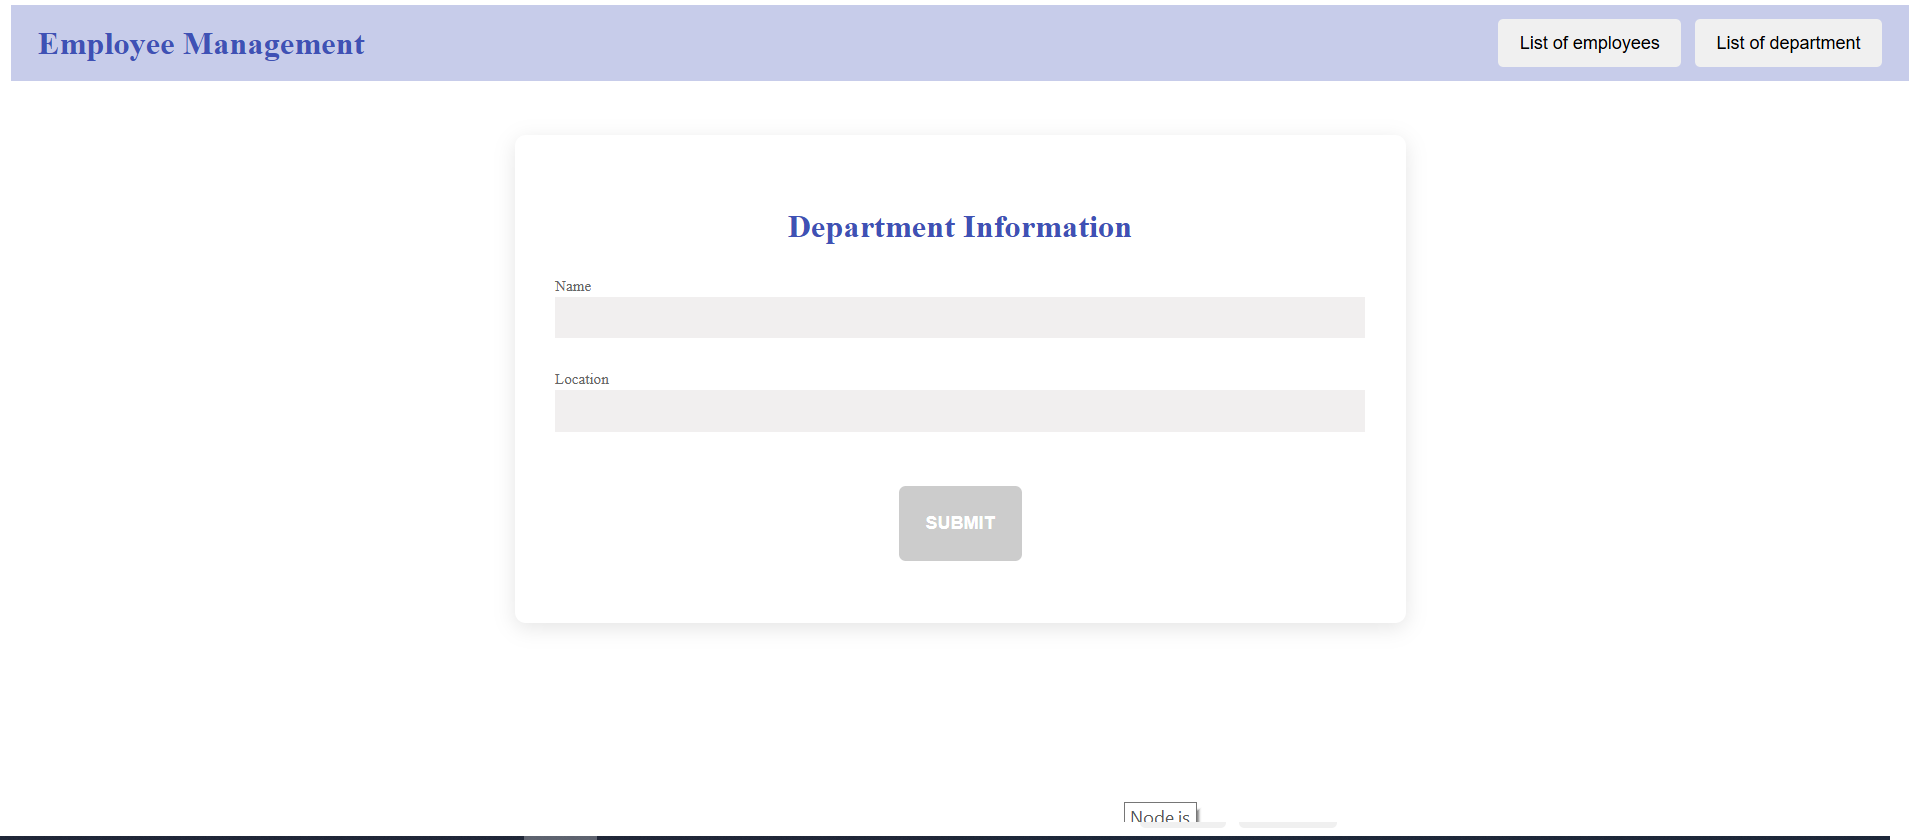 Employee Management
List of employees
List of department
Department Information
Name
Location
SUBMIT
Node is